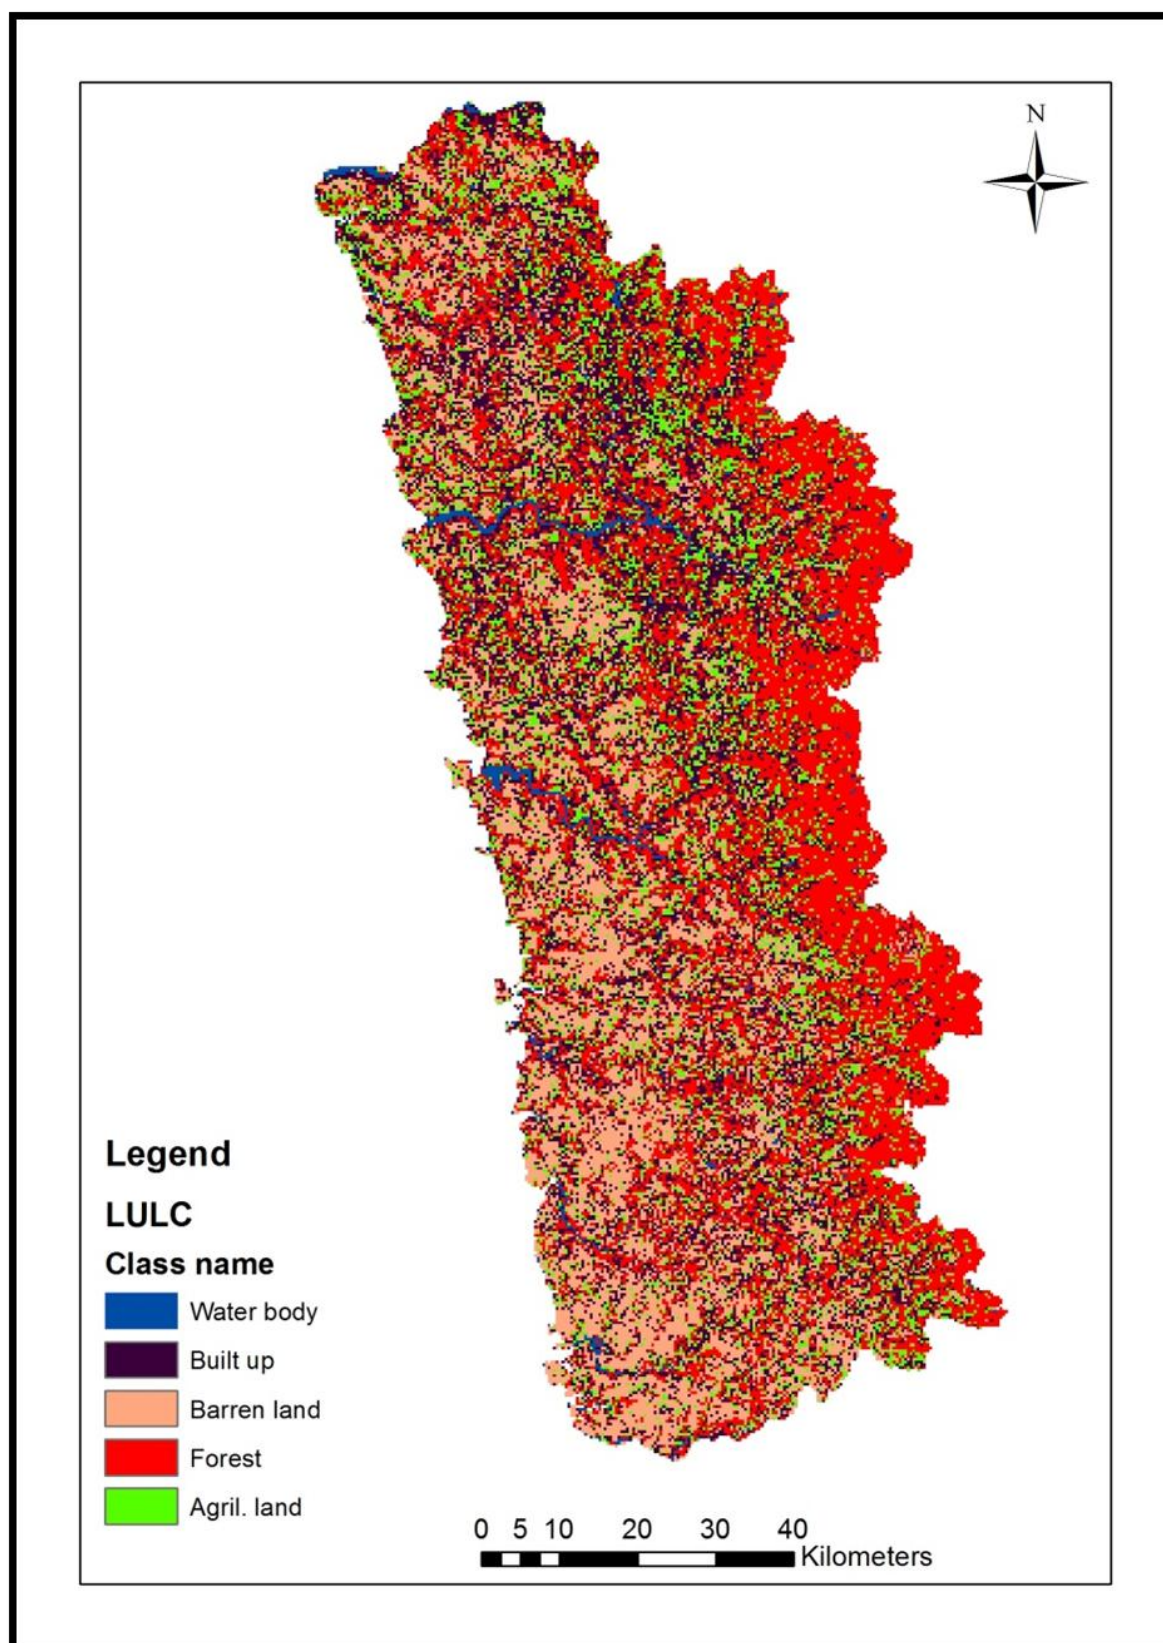 N
Legend
LULC
Class name
Water body
Built up
Barren land
Forest
Agril. land
0 5 10 20 30 40
Kilometers